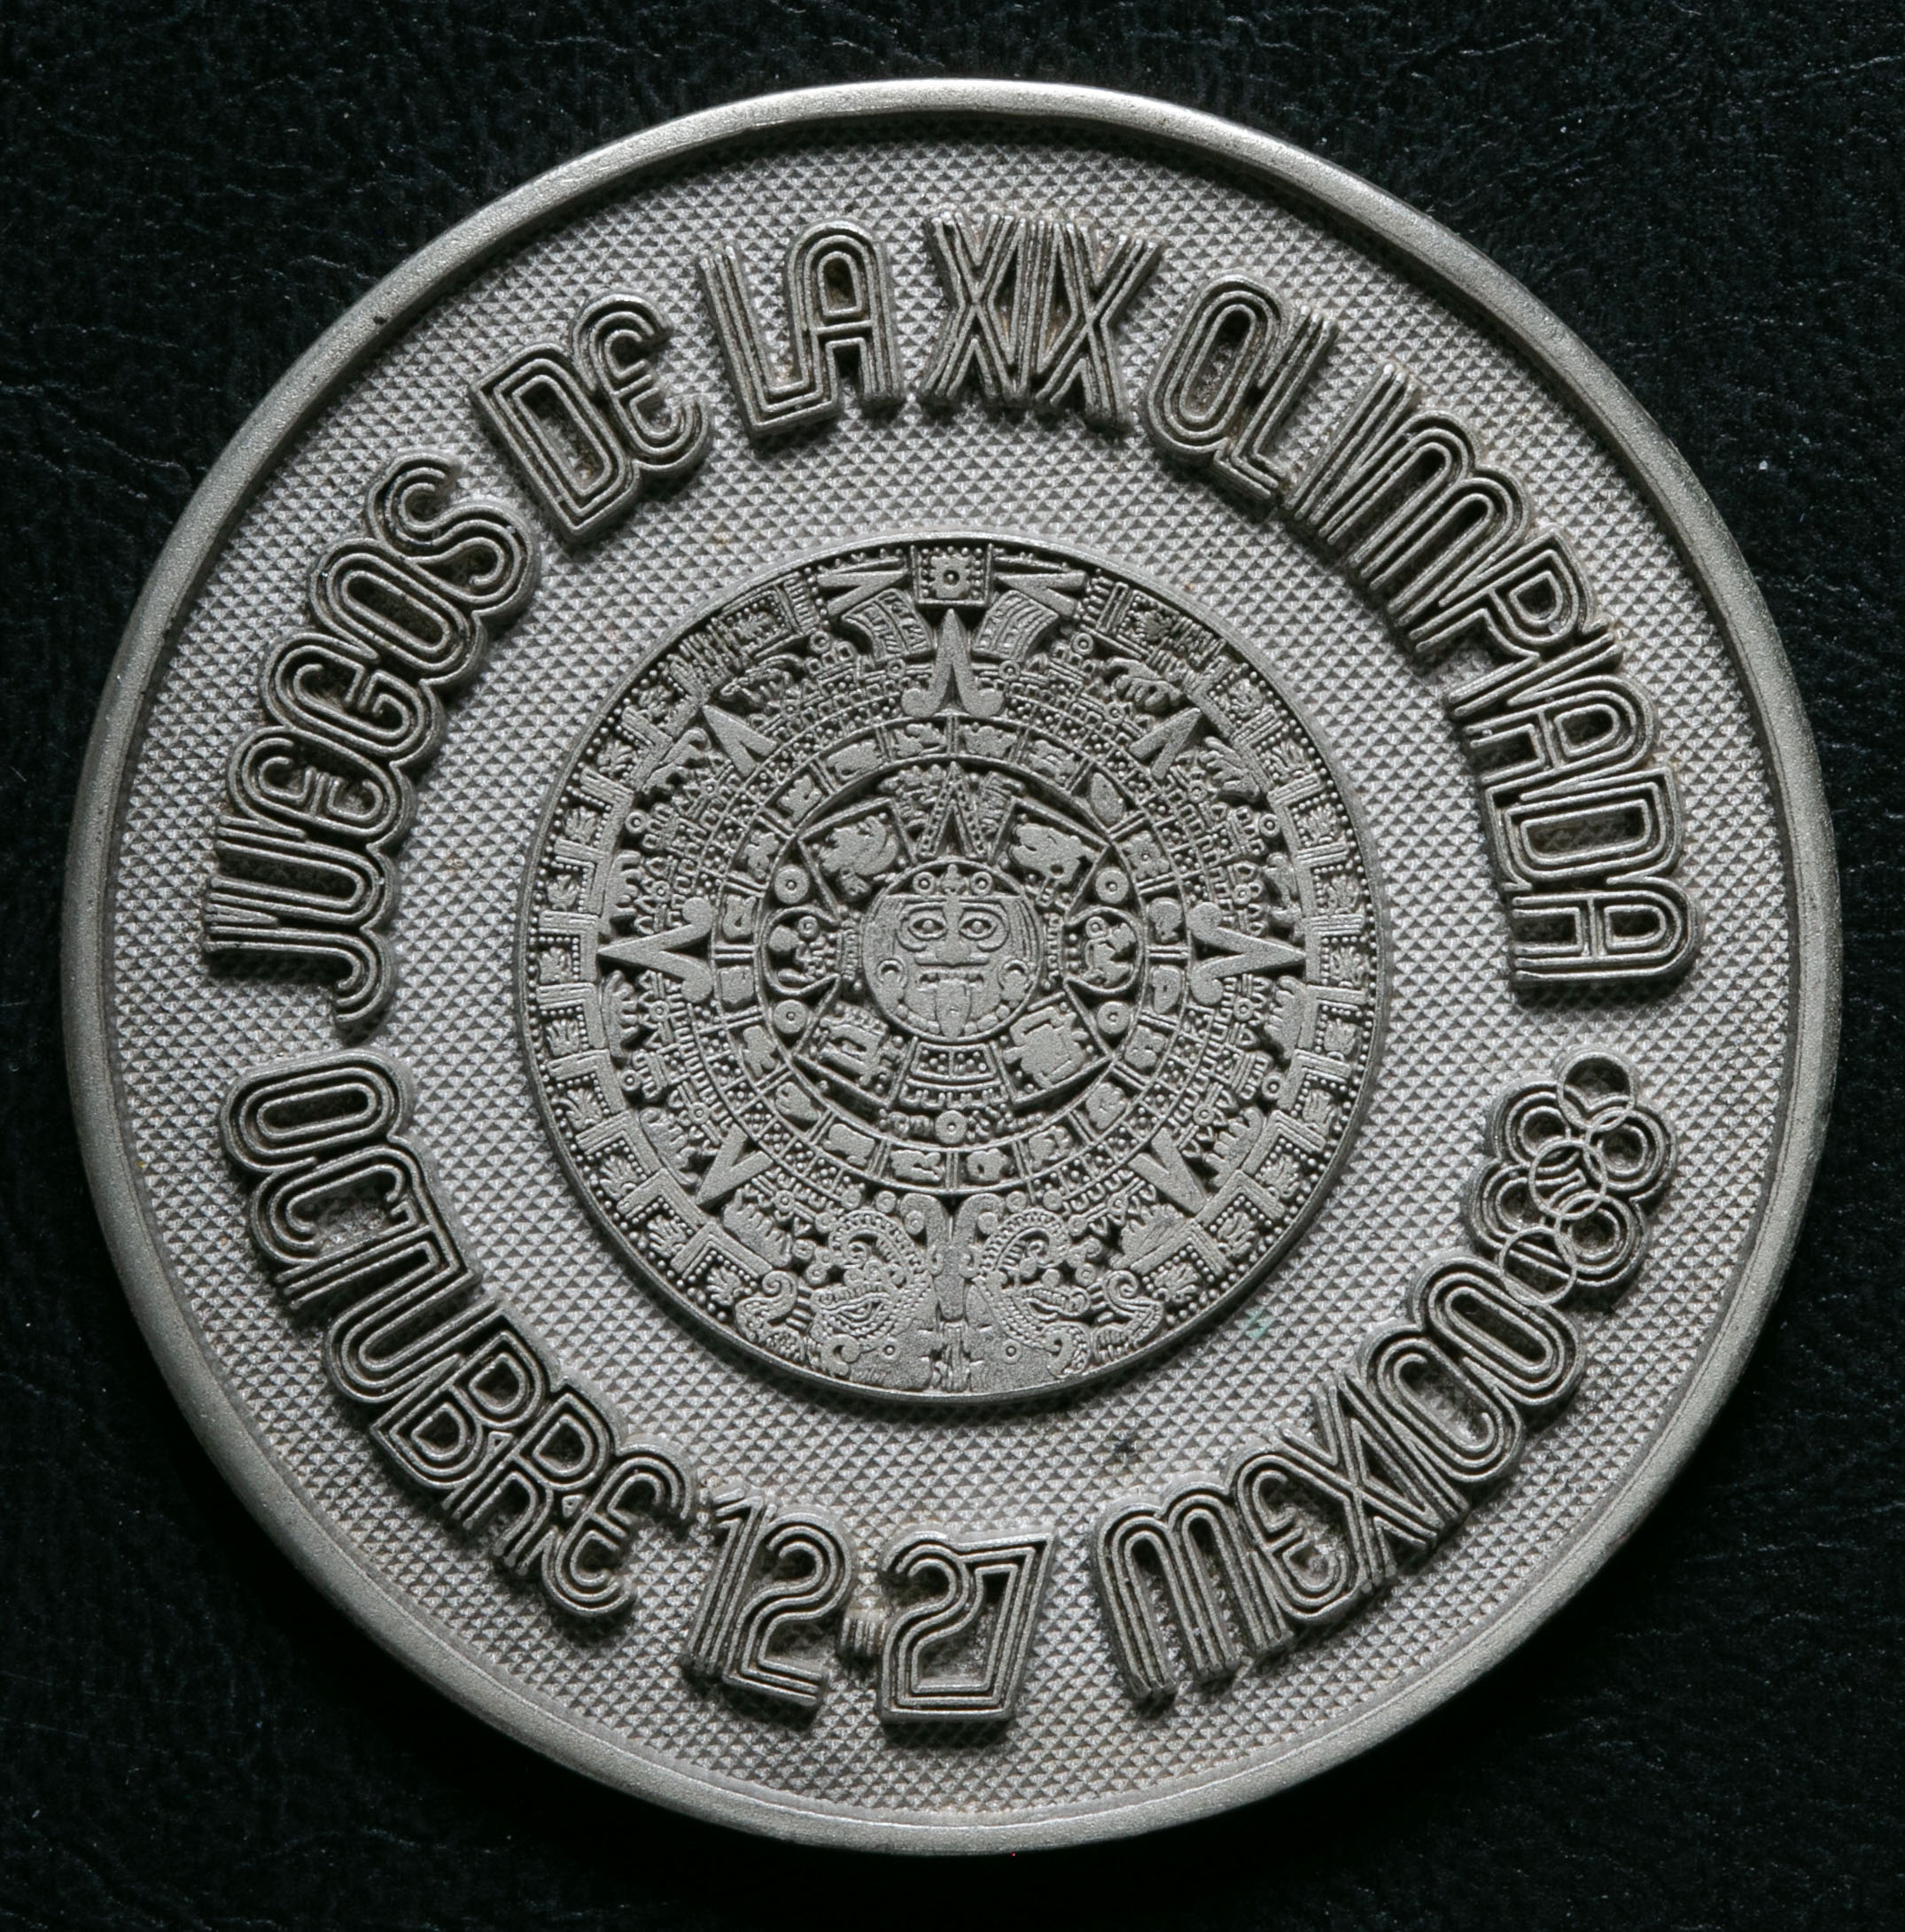 JUEGOS DE LA XIX OLIMPIADA
OCTUBRE 12-27 MEXICO 68